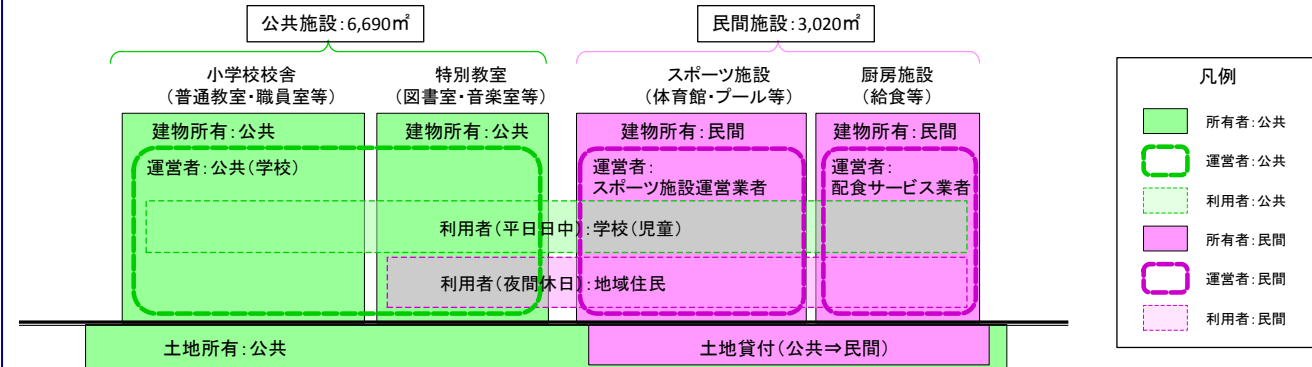 公共施設:6,690㎡
民間施設:3,020㎡
小学校校舎
(普通教室・職員室等)
特別教室
(図書室・音楽室等)
スポーツ施設
(体育館・プール等)
厨房施設
(給食等)
建物所有:公共
建物所有:公共
建物所有:民間
建物所有:民間
運営者:公共(学校)
運営者:
スポーツ施設運営業者
運営者:
配食サービス業者
利用者(平日日中):学校(児童)
利用者(夜間休日):地域住民
土地所有:公共
土地貸付(公共⇒民間)
凡例
所有者:公共
運営者:公共
利用者:公共
所有者:民間
運営者:民間
利用者:民間